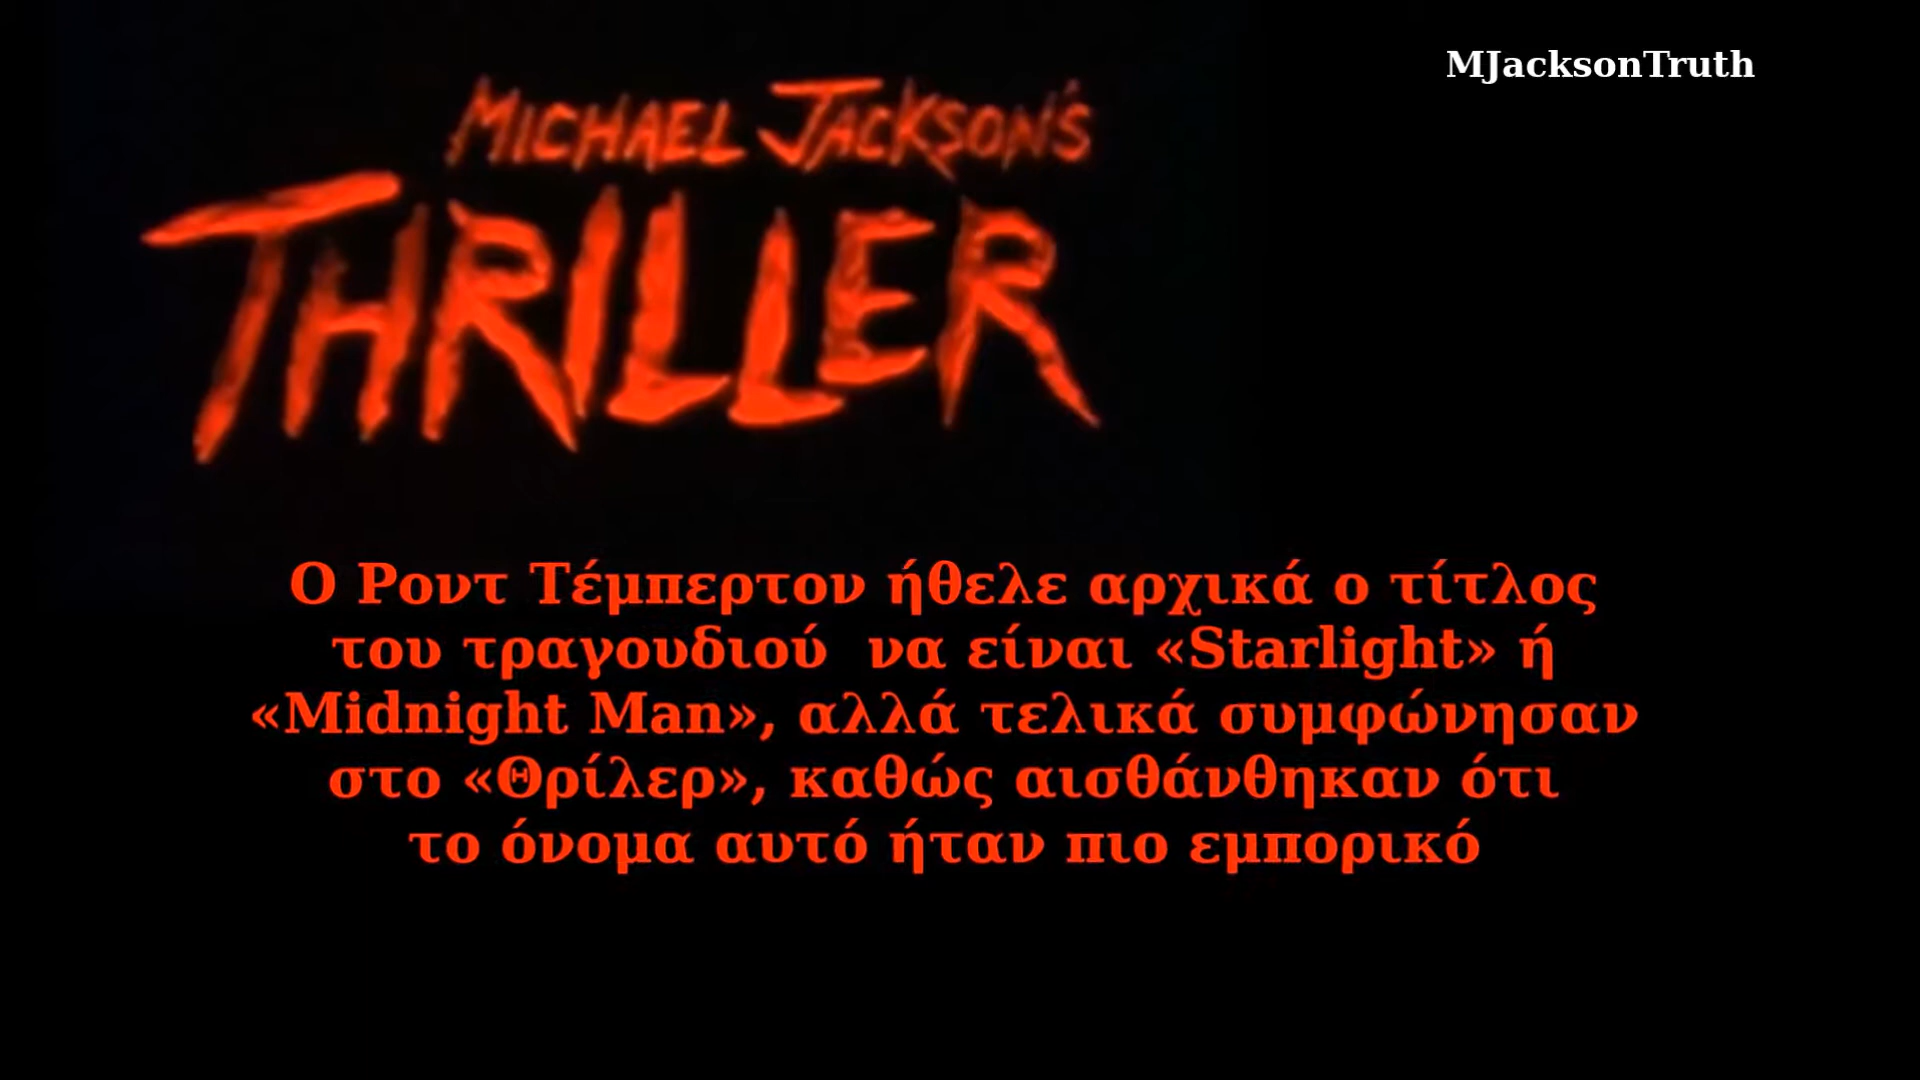 MJacksonTruth
MICHAEL JACKSON'S
THRILLER
Ο Ροντ Τέμπερτον ήθελε αρχικά ο τίτλος
του τραγουδιού  να είναι «Starlight» ή
«Midnight Man», αλλά τελικά συμφώνησαν
στο «Θρίλερ», καθώς αισθάνθηκαν ότι
το όνομα αυτό ήταν πιο εμπορικό